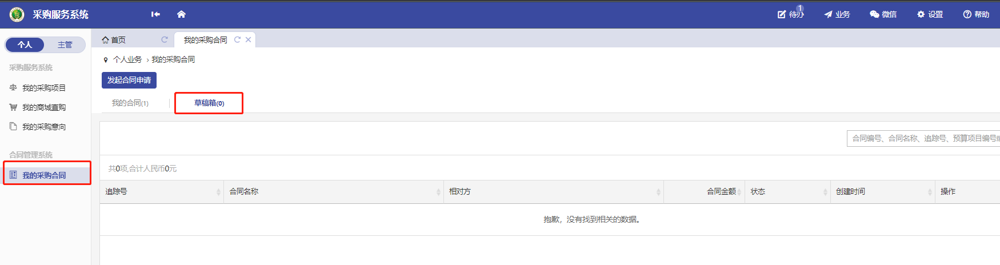 采购服务系统
1
待办
业务
微信
设置
帮助
个人
主管
首页
我的采购合同
采购服务系统
个人业务 › 我的采购合同
发起合同申请
我的采购项目
我的合同(1)
草稿箱(0)
我的商城直购
我的采购意向
合同编号、合同名称、追踪号、预算项目编号
合同管理系统
我的采购合同
共0项,合计人民币0元
追踪号
合同名称
相对方
合同金额
状态
创建时间
操作
抱歉，没有找到相关的数据。